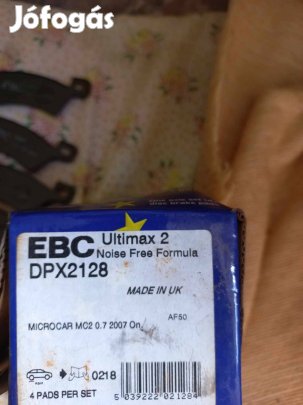 Jófogás
EBC Ultimax 2
Noise Free Formula
DPX2128
MADE IN UK
AF50
MICROCAR MC2 0.7 2007 On
0218
4 PADS PER SET
5 039222 021284